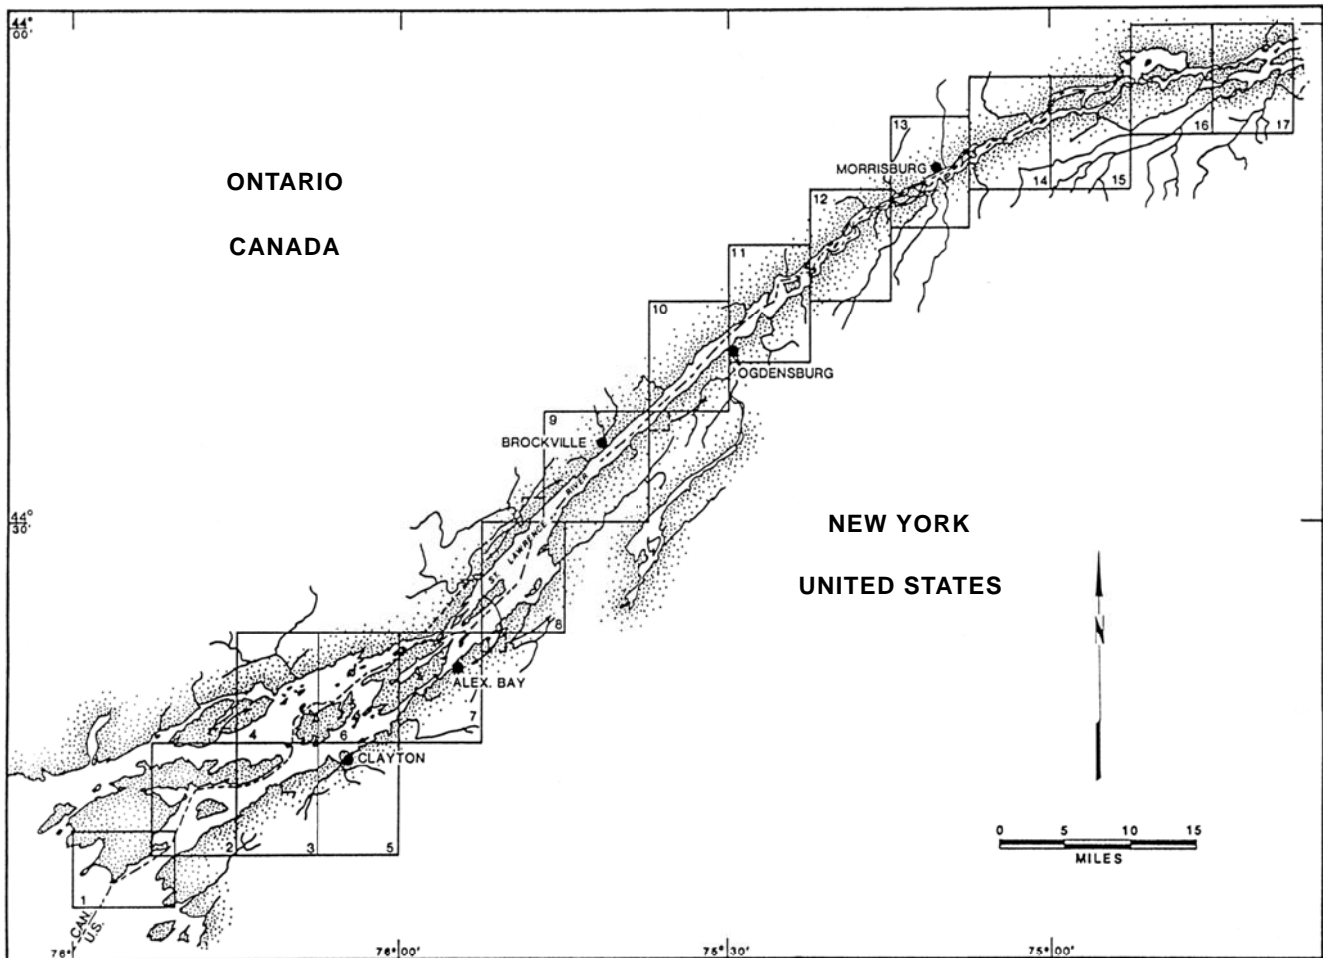 44°
00'
13
16
17
ONTARIO
MORRISBURG
14
15
12
CANADA
11
10
OGDENSBURG
9
BROCKVILLE
ST. LAWRENCE RIVER
44°
30'
NEW YORK
UNITED STATES
8
N
ALEX. BAY
7
4
6
CLAYTON
0 5 10 15
MILES
2
3
5
1
CAN.
U.S.
76°
76°00'
75°30'
75°00'